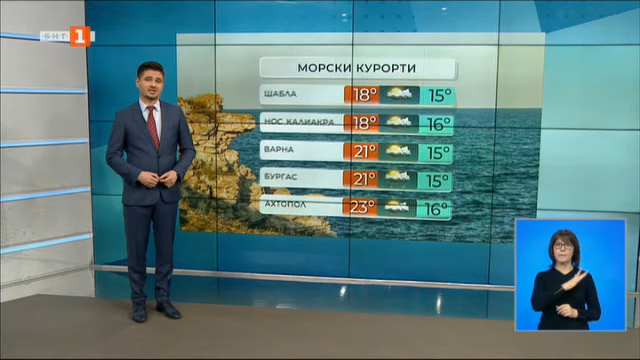 БНТ 1
МОРСКИ КУРОРТИ
ШАБЛА 18° 15°
НОС КАЛИАКРА 18° 16°
ВАРНА 21° 15°
БУРГАС 21° 15°
АХТОПОЛ 23° 16°